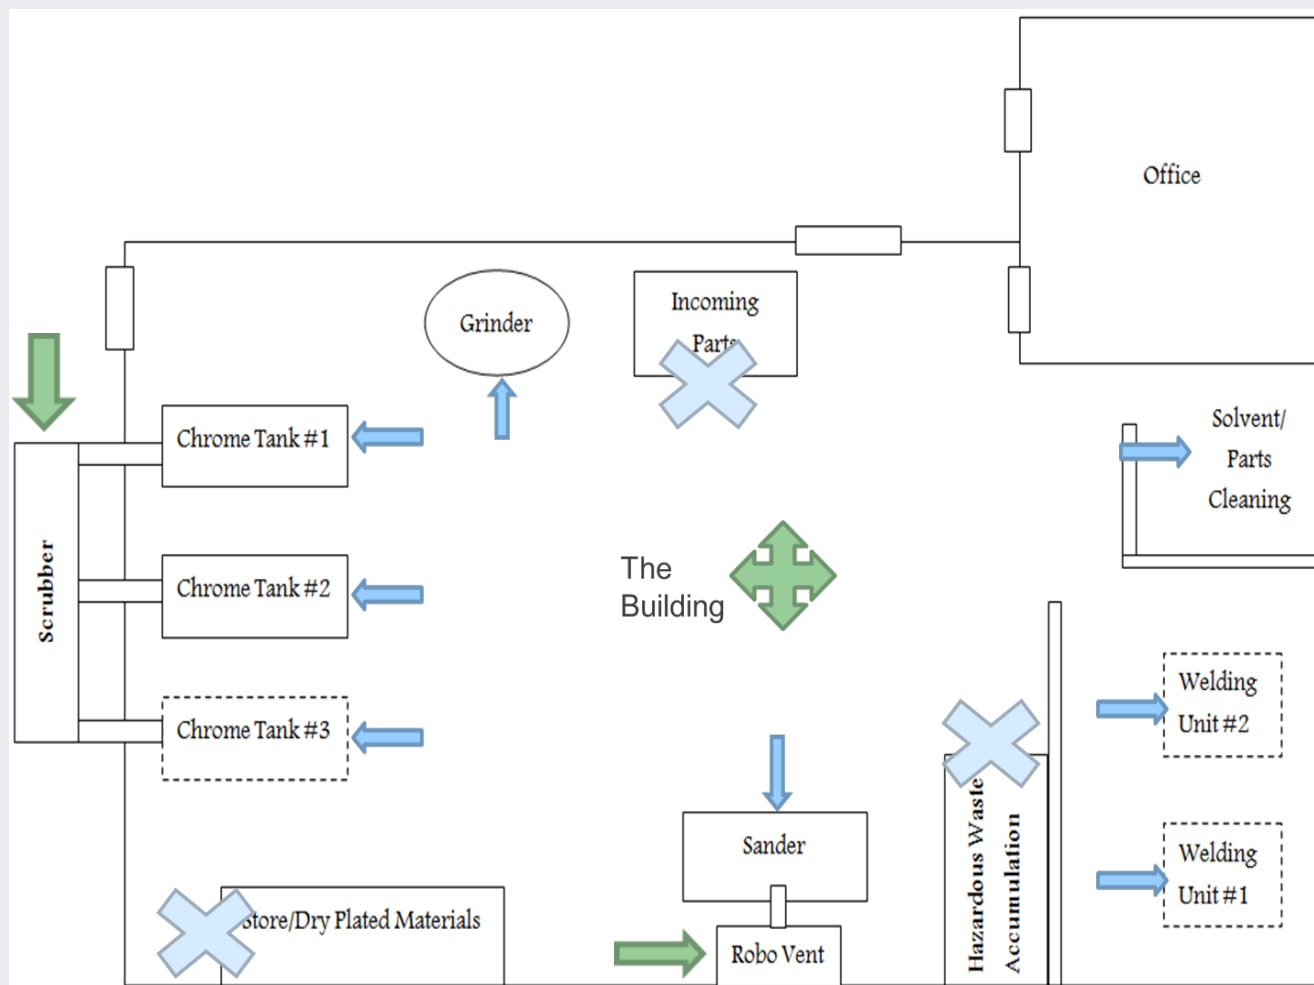 Office
Incoming
Parts
Grinder
Chrome Tank #1
Solvent/
Parts
Cleaning
Scrubber
Chrome Tank #2
The
Building
Chrome Tank #3
Welding
Unit #2
Sander
Hazardous Waste
Accumulation
Welding
Unit #1
Store/Dry Plated Materials
Robo Vent